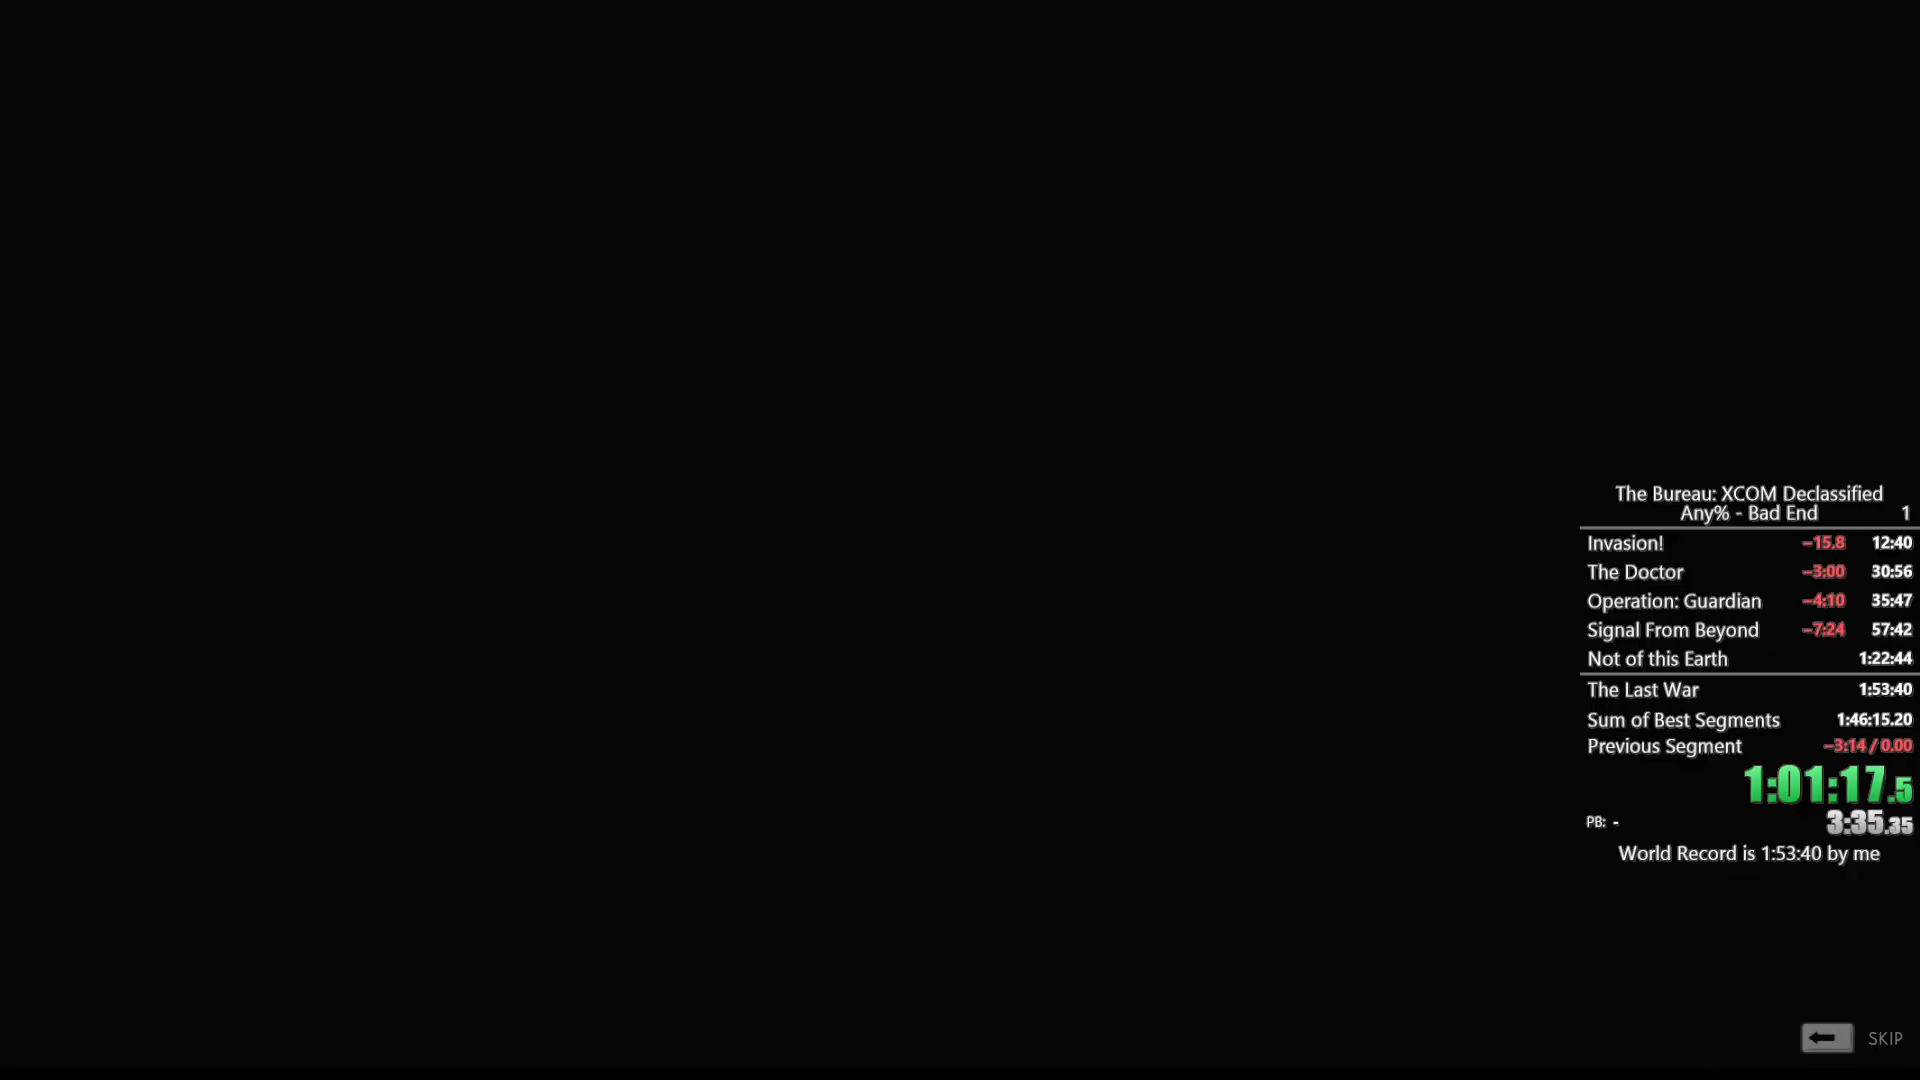 The Bureau: XCOM Declassified
Any% - Bad End 1
Invasion! −15.8 12:40
The Doctor −3:00 30:56
Operation: Guardian −4:10 35:47
Signal From Beyond −7:24 57:42
Not of this Earth 1:22:44
The Last War 1:53:40
Sum of Best Segments 1:46:15.20
Previous Segment −3:14 / 0.00
1:01:17.5
3:35.35
PB: -
World Record is 1:53:40 by me
SKIP